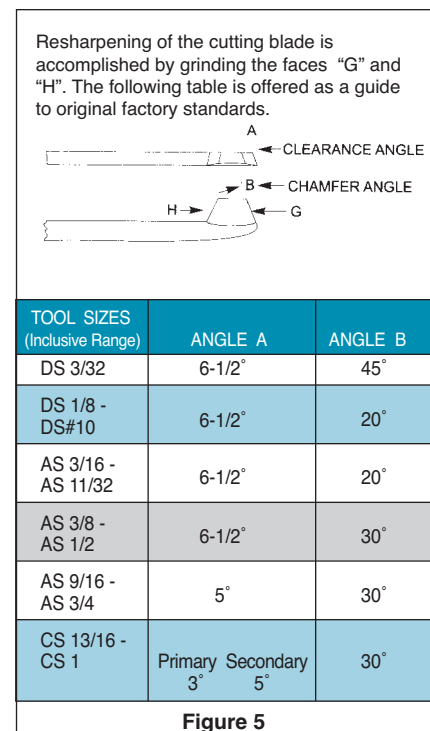 Resharpening of the cutting blade is
accomplished by grinding the faces “G” and
“H”. The following table is offered as a guide
to original factory standards.
A
CLEARANCE ANGLE
B CHAMFER ANGLE
H G
TOOL SIZES
(Inclusive Range) ANGLE A ANGLE B
DS 3/32 6-1/2° 45°
DS 1/8 -
DS#10 6-1/2° 20°
AS 3/16 -
AS 11/32 6-1/2° 20°
AS 3/8 -
AS 1/2 6-1/2° 30°
AS 9/16 -
AS 3/4 5° 30°
CS 13/16 -
CS 1 Primary Secondary 30°
3° 5°
Figure 5